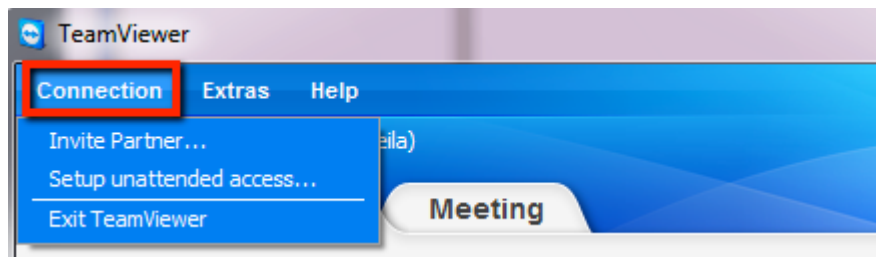 TeamViewer
Connection Extras Help
Invite Partner...
eila)
Setup unattended access...
Exit TeamViewer
Meeting